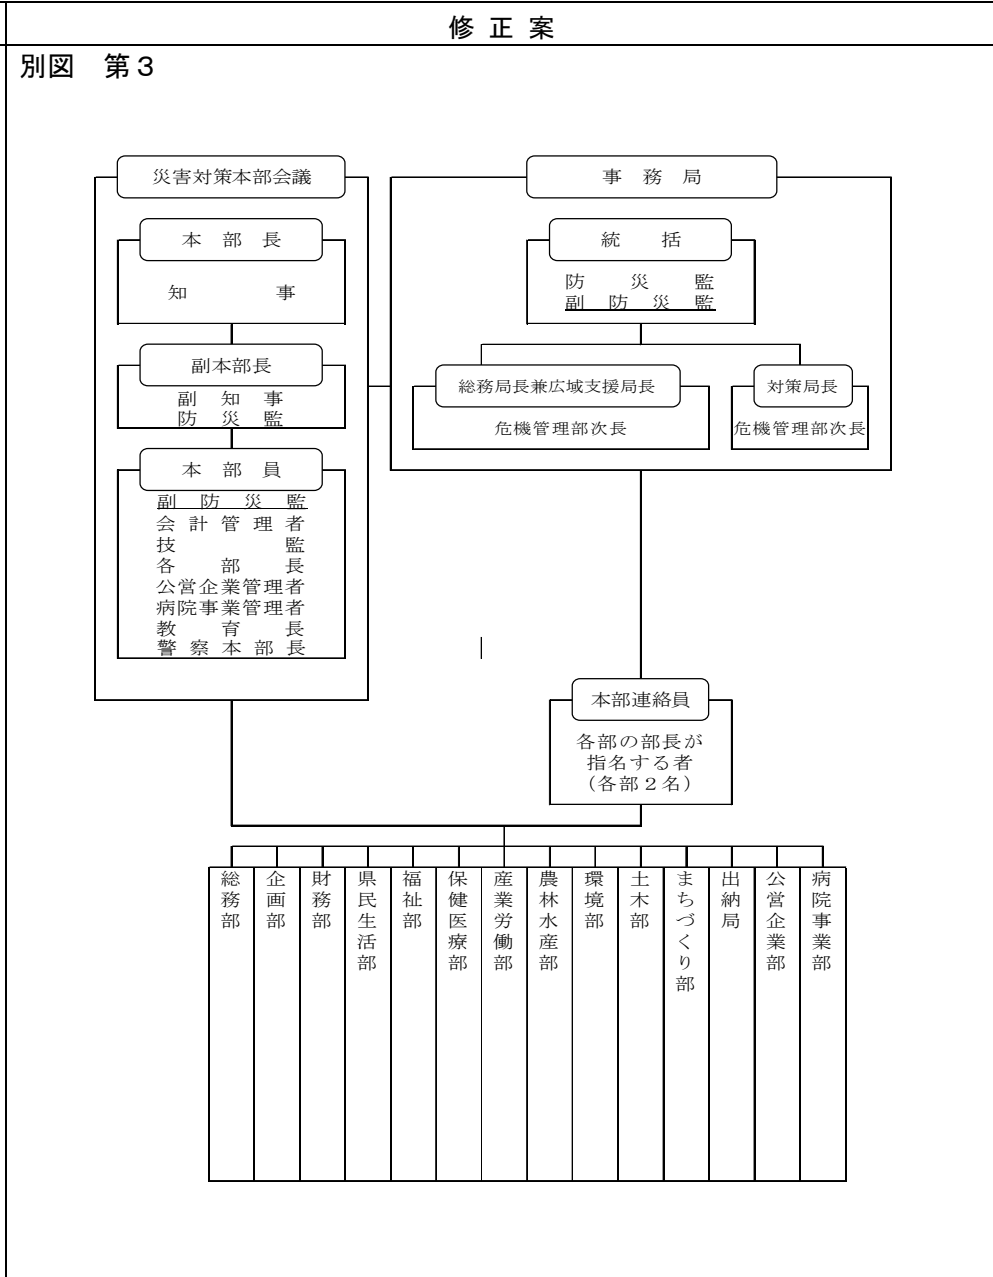 修 正 案
別図　第３
災害対策本部会議
本　部　長
知　　　　事
副本部長
副　知　事
防　災　監
本　部　員
副　防　災　監
会 計 管 理 者
技　　　　　監
各　　部　　長
公営企業管理者
病院事業管理者
教　　育　　長
警 察 本 部 長
事　務　局
統　　括
防　　災　　監
副　防　災　監
総務局長兼広域支援局長
危機管理部次長
対策局長
危機管理部次長
本部連絡員
各部の部長が
指名する者
（各部２名）
総務部
企画部
財務部
県民生活部
福祉部
保健医療部
産業労働部
農林水産部
環境部
土木部
まちづくり部
出納局
公営企業部
病院事業部